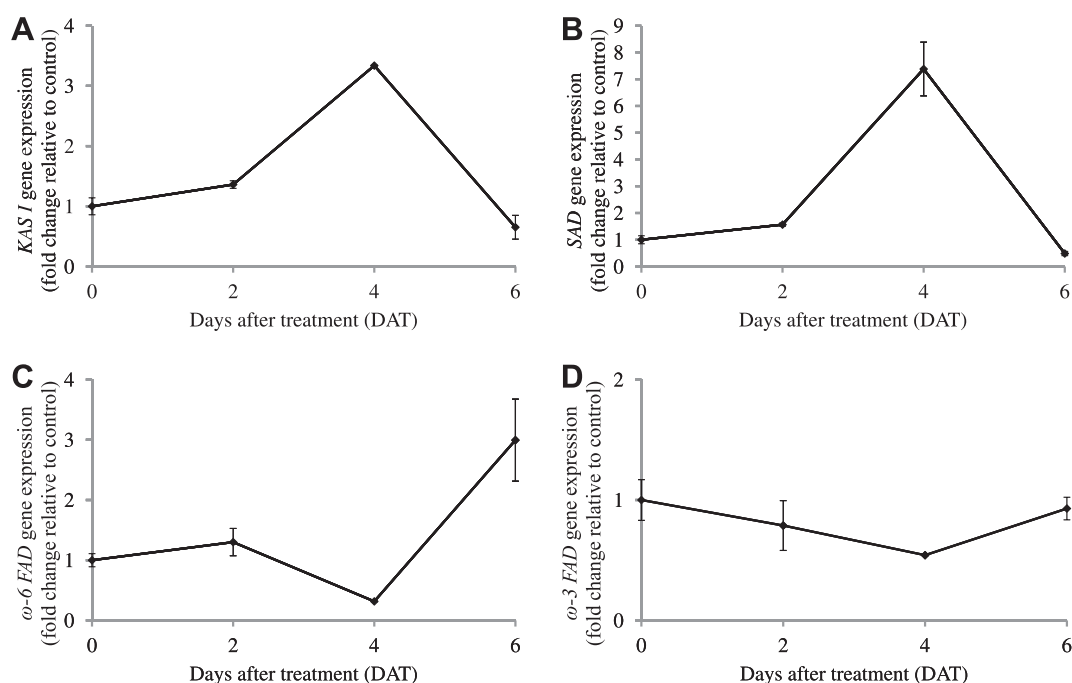 A
KAS I gene expression
(fold change relative to control)
4
3
2
1
0
0 2 4 6
Days after treatment (DAT)
B
SAD gene expression
(fold change relative to control)
9
8
7
6
5
4
3
2
1
0
0 2 4 6
Days after treatment (DAT)
C
ω-6 FAD gene expression
(fold change relative to control)
4
3
2
1
0
0 2 4 6
Days after treatment (DAT)
D
ω-3 FAD gene expression
(fold change relative to control)
2
1
0
0 2 4 6
Days after treatment (DAT)